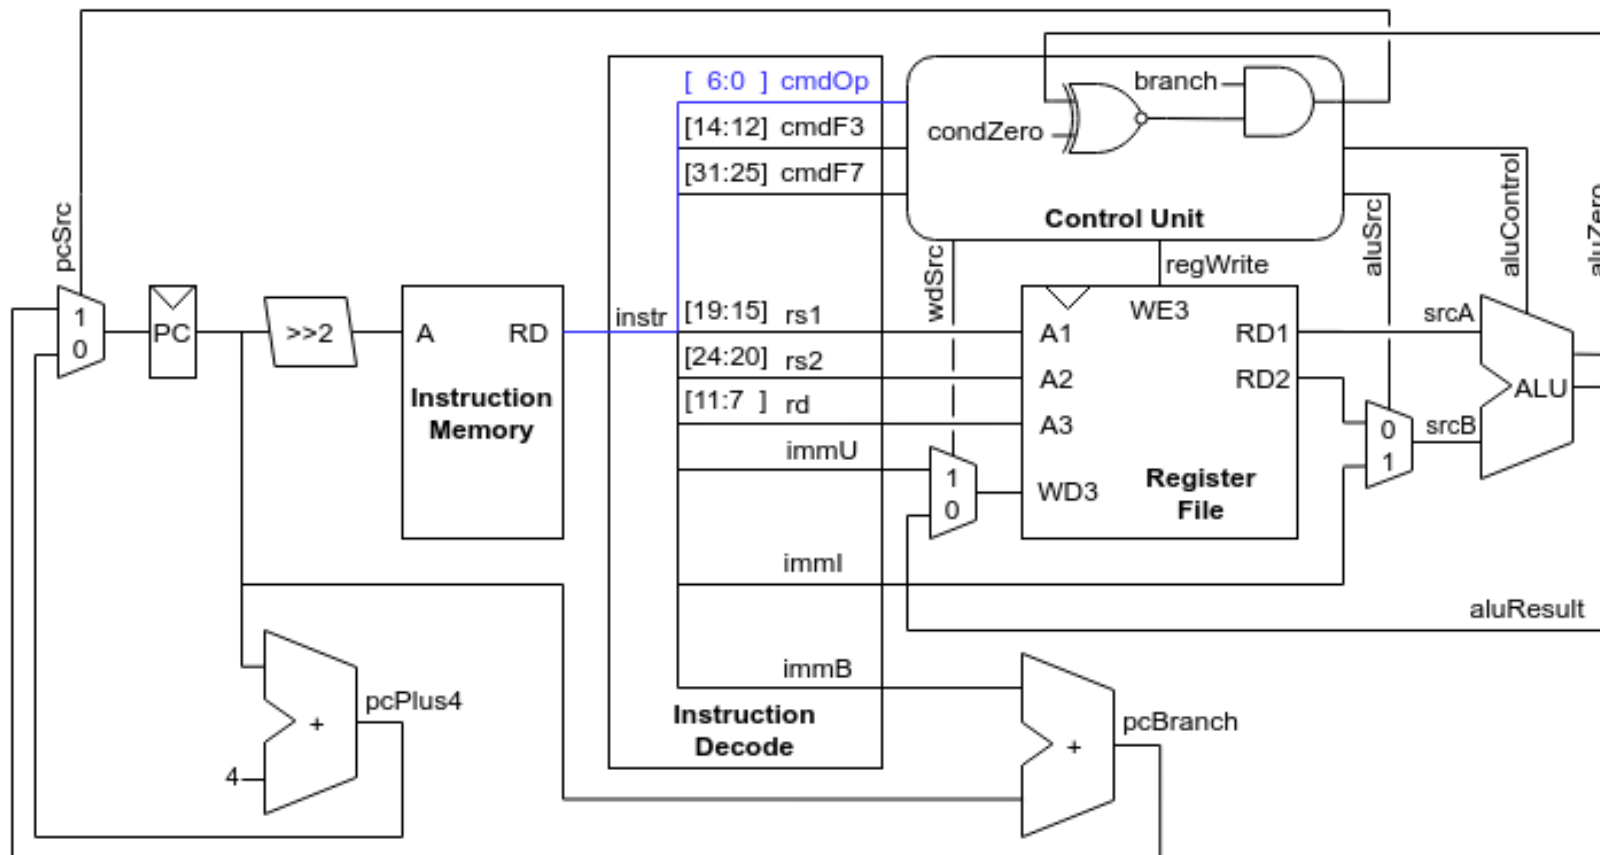 [ 6:0 ] cmdOp
branch
[14:12] cmdF3
condZero
[31:25] cmdF7
Control Unit
pcSrc
wdSrc
regWrite
aluSrc
aluControl
aluZero
1
0
PC
>>2
A
RD
Instruction
Memory
instr
[19:15] rs1
[24:20] rs2
[11:7 ] rd
immU
1
0
WE3
A1
RD1
A2
RD2
A3
WD3
Register
File
srcA
0
1
srcB
ALU
immI
aluResult
immB
Instruction
Decode
pcPlus4
+
4
pcBranch
+